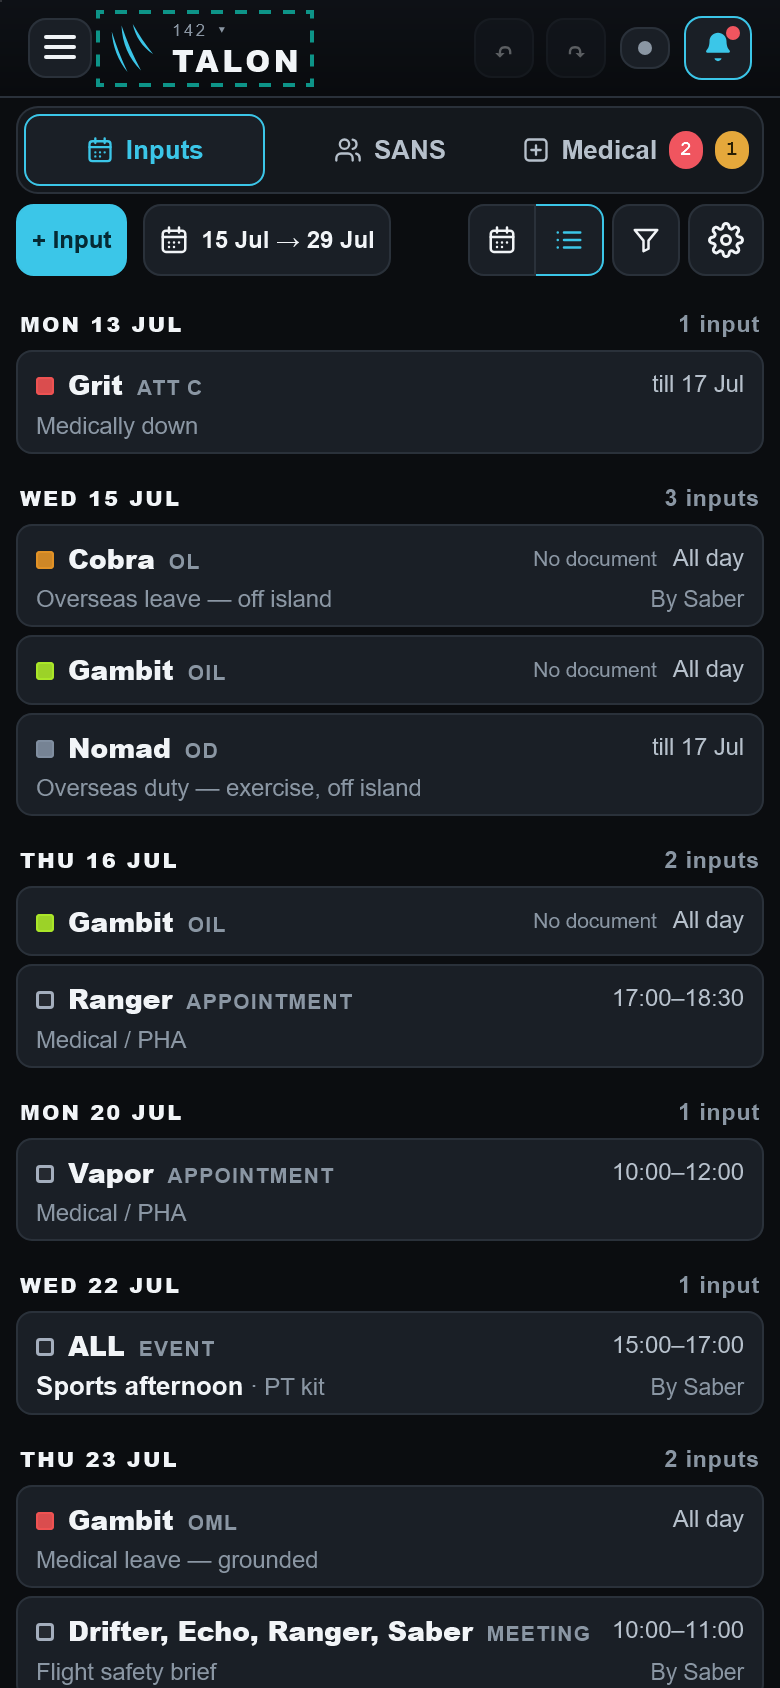 142 ▾
TALON
Inputs SANS Medical 2 1
+ Input 15 Jul → 29 Jul
MON 13 JUL 1 input
Grit ATT C till 17 Jul
Medically down
WED 15 JUL 3 inputs
Cobra OL No document All day
Overseas leave — off island By Saber
Gambit OIL No document All day
Nomad OD till 17 Jul
Overseas duty — exercise, off island
THU 16 JUL 2 inputs
Gambit OIL No document All day
Ranger APPOINTMENT 17:00–18:30
Medical / PHA
MON 20 JUL 1 input
Vapor APPOINTMENT 10:00–12:00
Medical / PHA
WED 22 JUL 1 input
ALL EVENT 15:00–17:00
Sports afternoon · PT kit By Saber
THU 23 JUL 2 inputs
Gambit OML All day
Medical leave — grounded
Drifter, Echo, Ranger, Saber MEETING 10:00–11:00
Flight safety brief By Saber